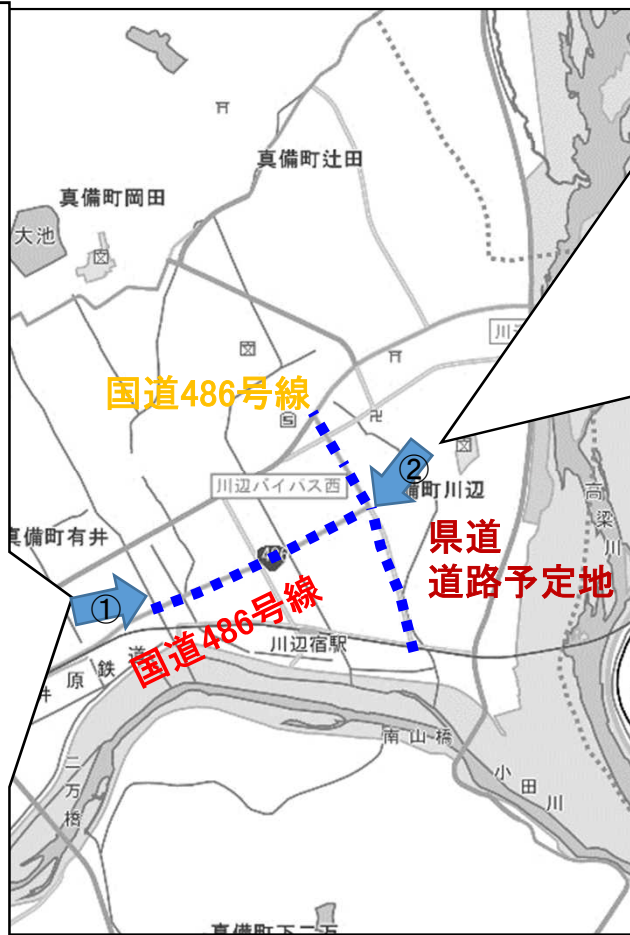 真備町辻田
真備町岡田
大池
川辺
国道486号線
川辺バイパス西
②
備町川辺
真備町有井
高梁川
県道
道路予定地
486
①
国道486号線
川辺宿駅
井原鉄道
南山橋
小田川
二万橋
真備町下二万